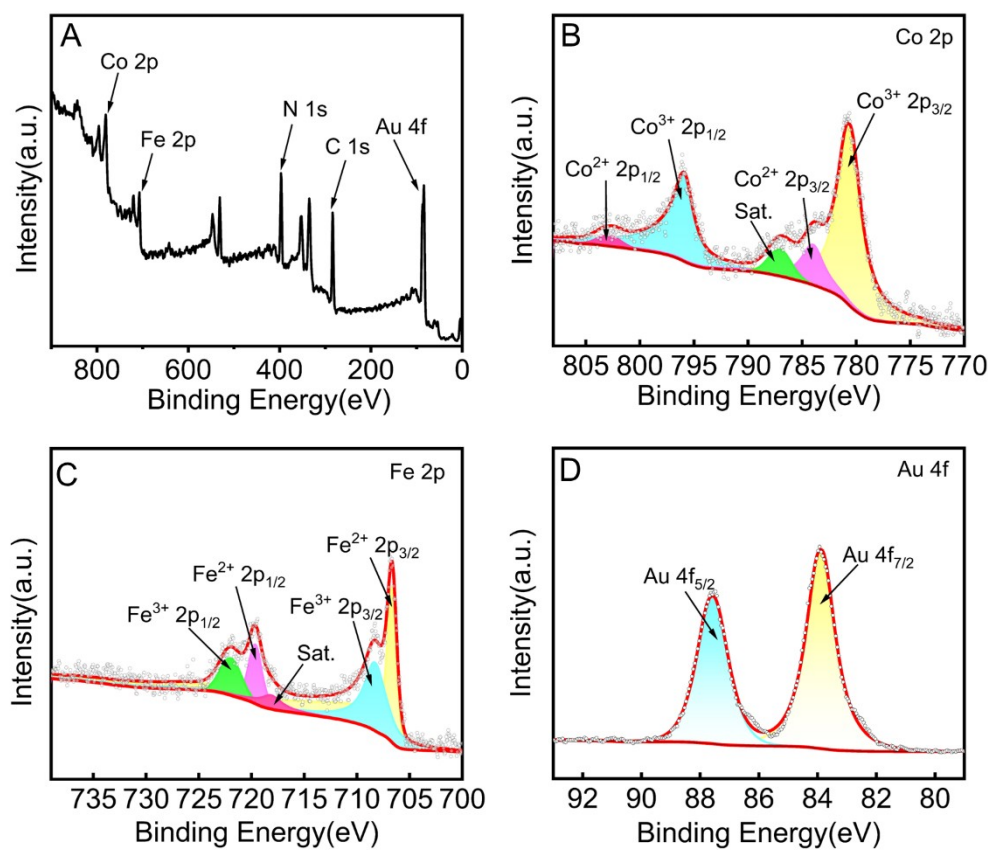 A
Co 2p
Fe 2p
N 1s
C 1s
Au 4f
Intensity(a.u.)
800 600 400 200 0
Binding Energy(eV)
B
Co 2p
Co³⁺ 2p₃/₂
Co³⁺ 2p₁/₂
Co²⁺ 2p₁/₂
Co²⁺ 2p₃/₂
Sat.
Intensity(a.u.)
805 800 795 790 785 780 775 770
Binding Energy(eV)
C
Fe 2p
Fe²⁺ 2p₃/₂
Fe²⁺ 2p₁/₂
Fe³⁺ 2p₃/₂
Fe³⁺ 2p₁/₂
Sat.
Intensity(a.u.)
735 730 725 720 715 710 705 700
Binding Energy(eV)
D
Au 4f
Au 4f₅/₂
Au 4f₇/₂
Intensity(a.u.)
92 90 88 86 84 82 80
Binding Energy(eV)